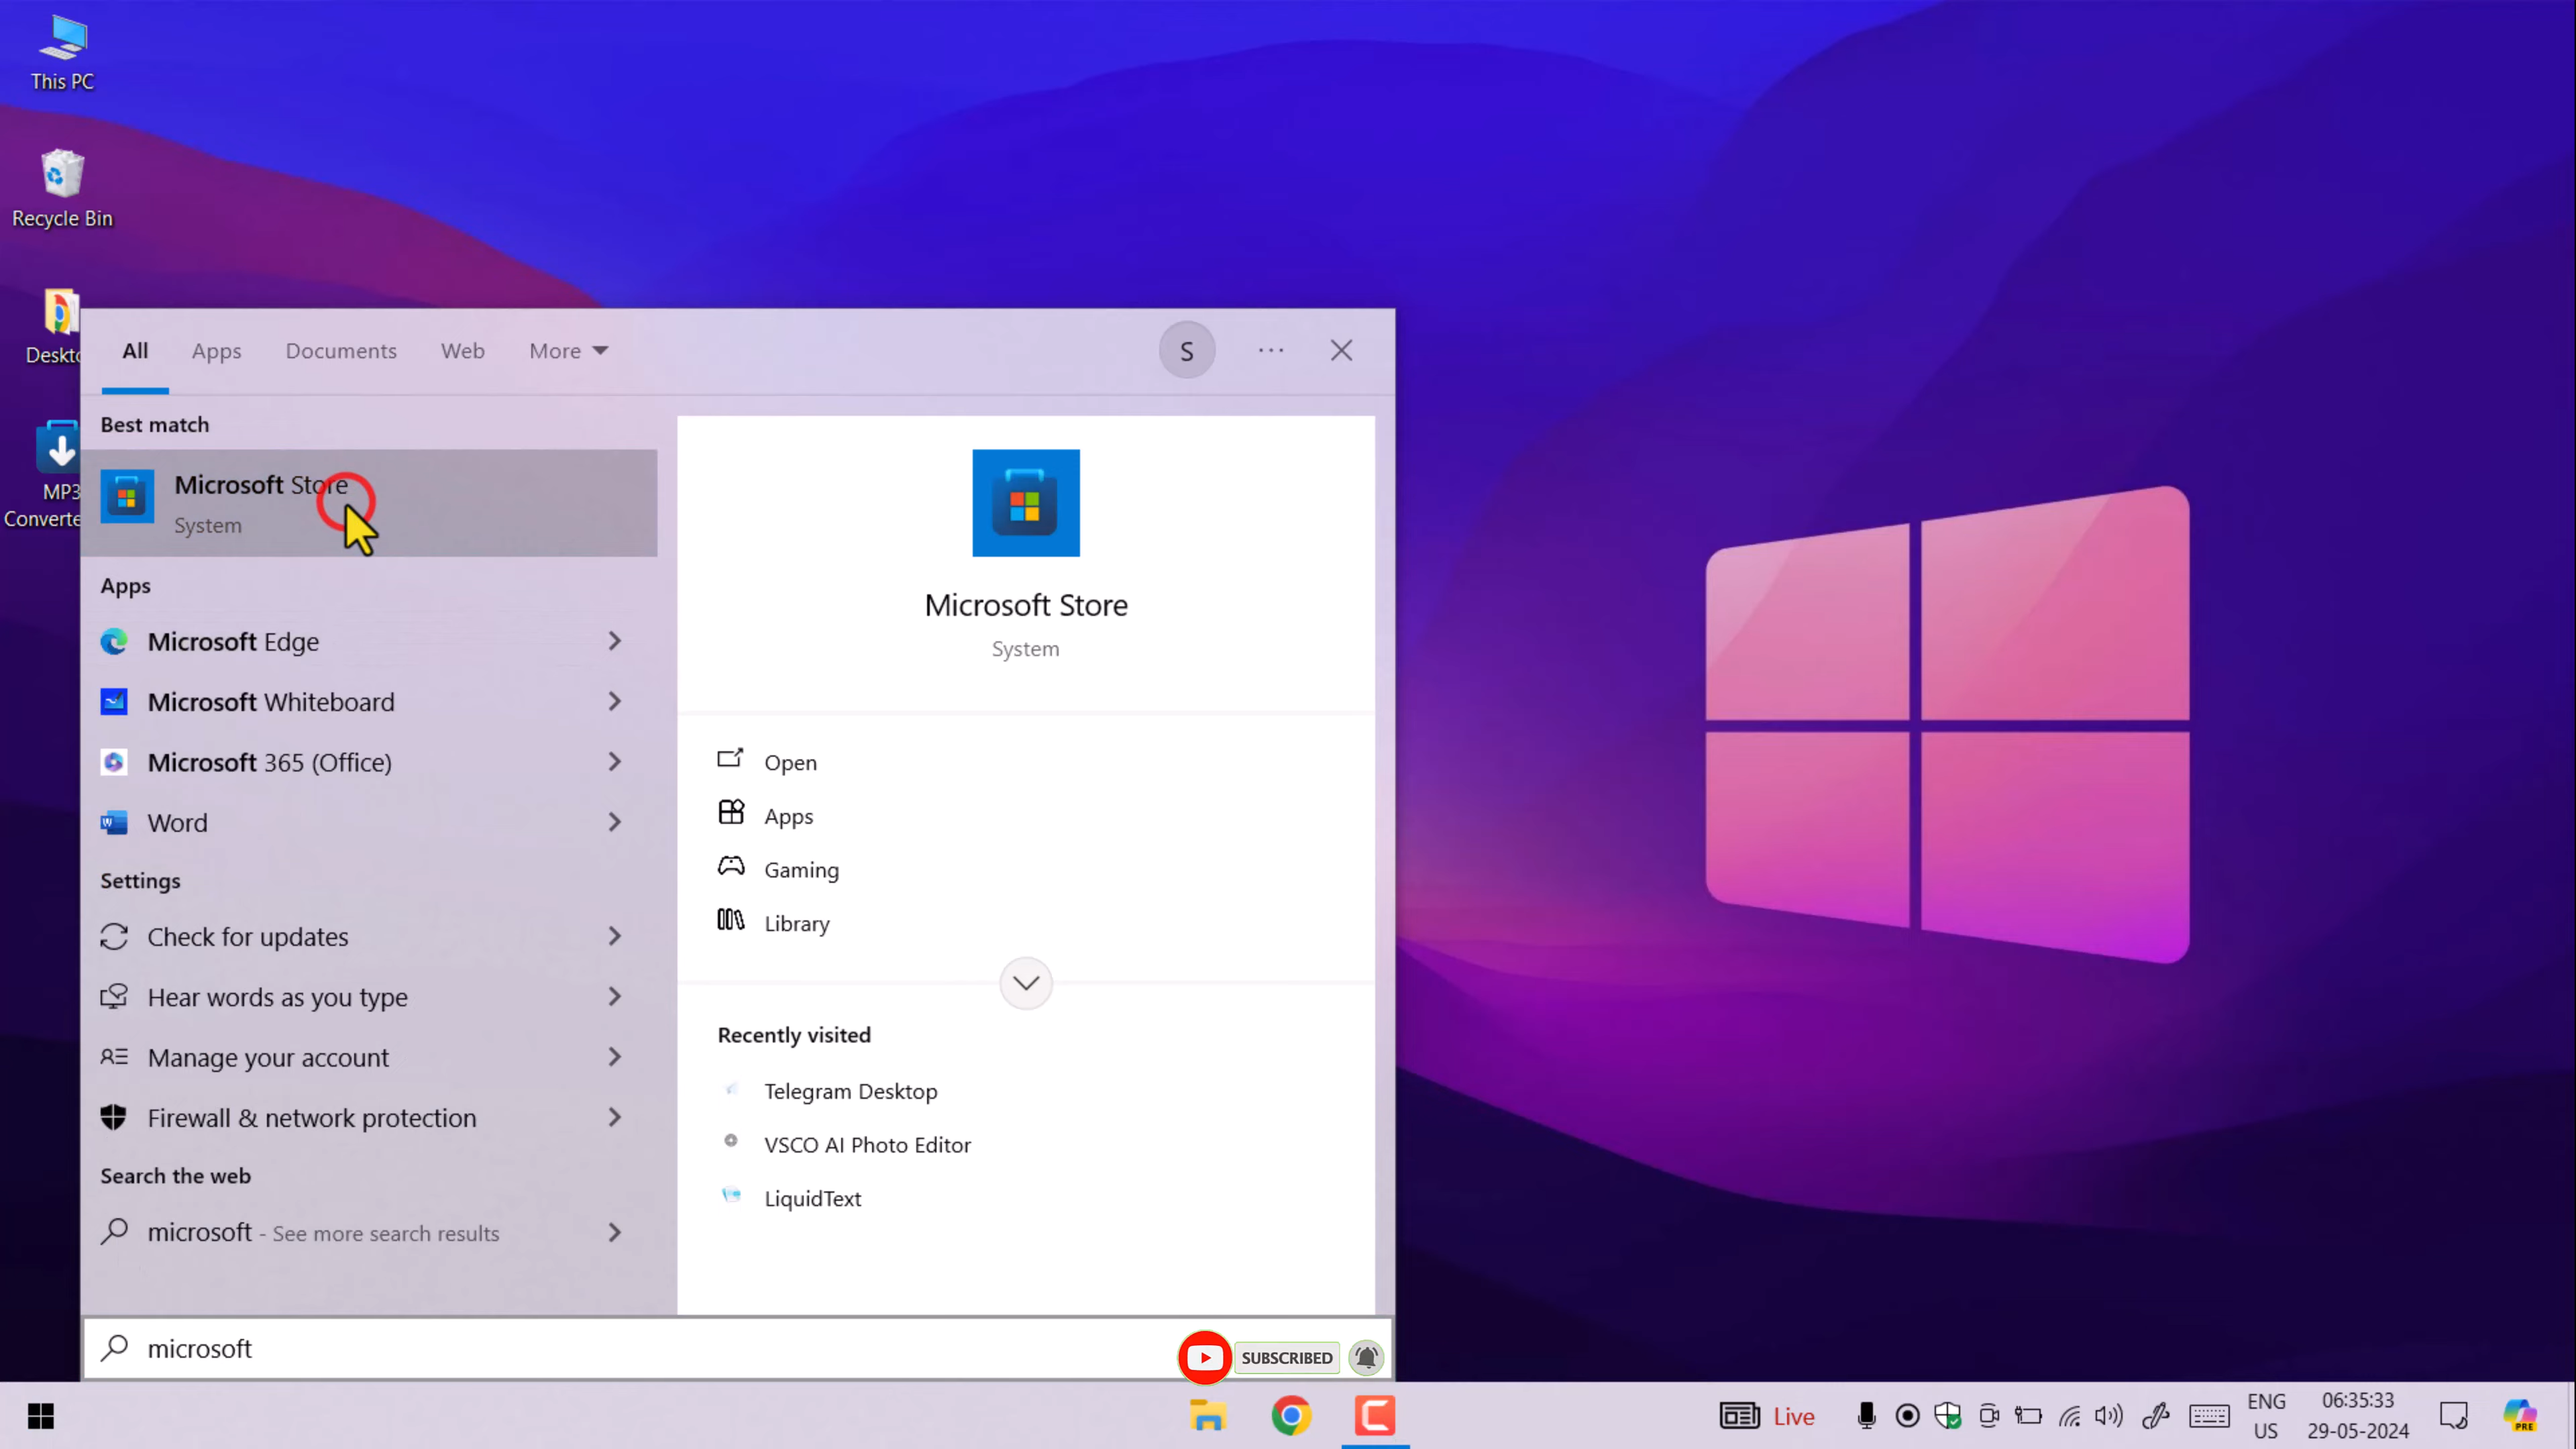 This PC
Recycle Bin
Deskto
MP3
Converte
All Apps Documents Web More
S
Best match
Microsoft Store
System
Apps
Microsoft Edge
Microsoft Whiteboard
Microsoft 365 (Office)
Word
Settings
Check for updates
Hear words as you type
Manage your account
Firewall & network protection
Search the web
microsoft - See more search results
Microsoft Store
System
Open
Apps
Gaming
Library
Recently visited
Telegram Desktop
VSCO AI Photo Editor
LiquidText
microsoft
SUBSCRIBED
Live
ENG
US
06:35:33
29-05-2024
PRE